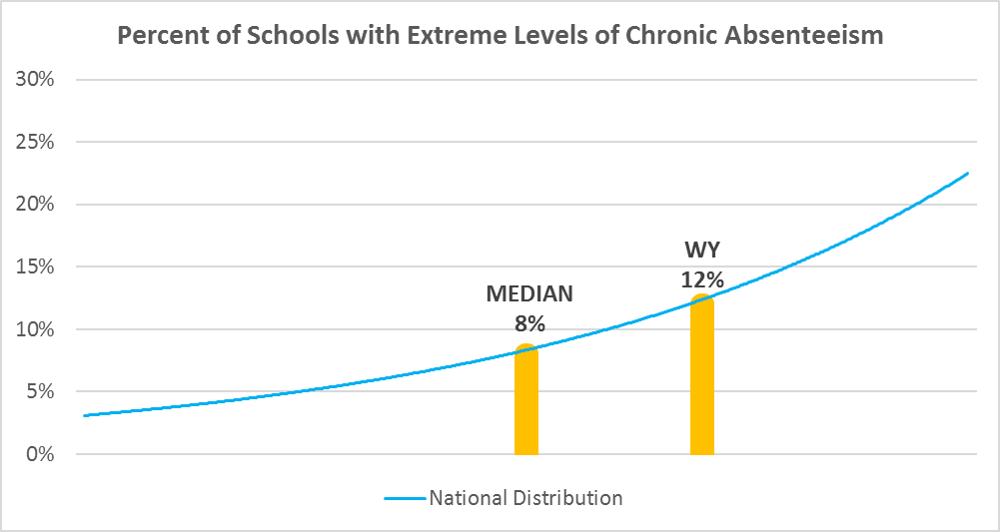 Percent of Schools with Extreme Levels of Chronic Absenteeism
30%
25%
20%
15%
10%
5%
0%
MEDIAN
8%
WY
12%
National Distribution